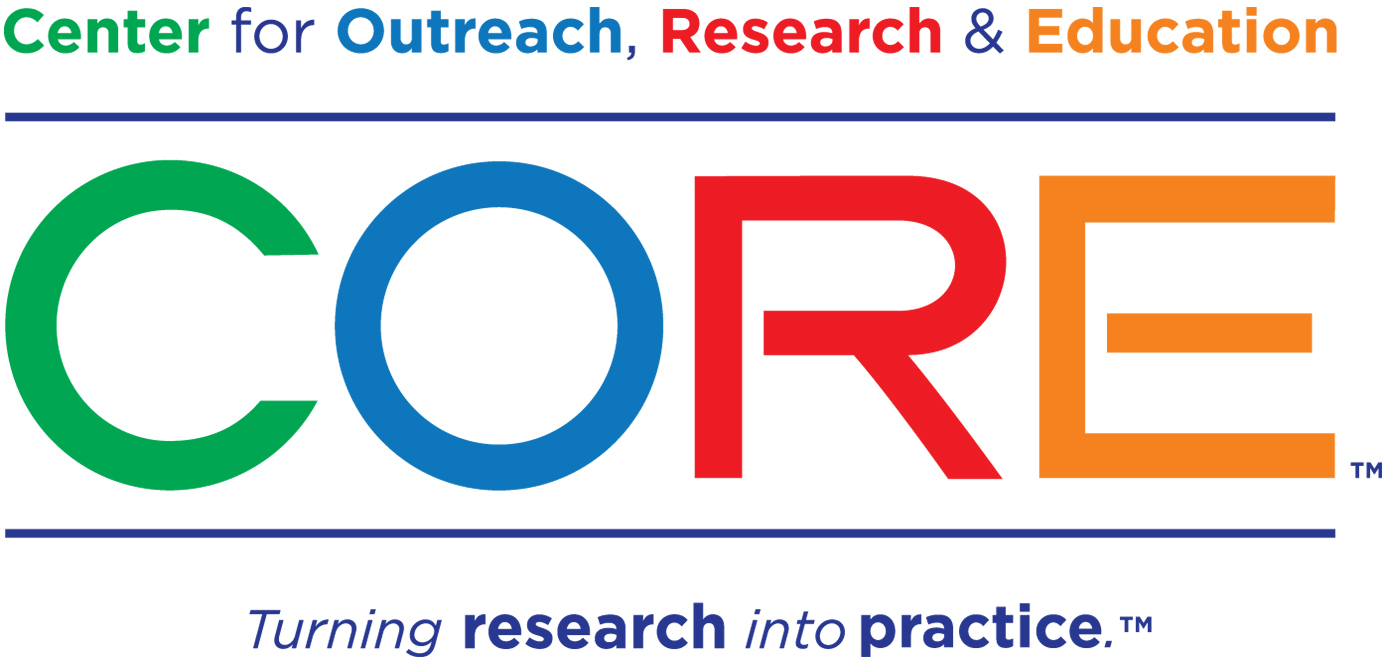 Center for Outreach, Research & Education
CORE™
Turning research into practice.™